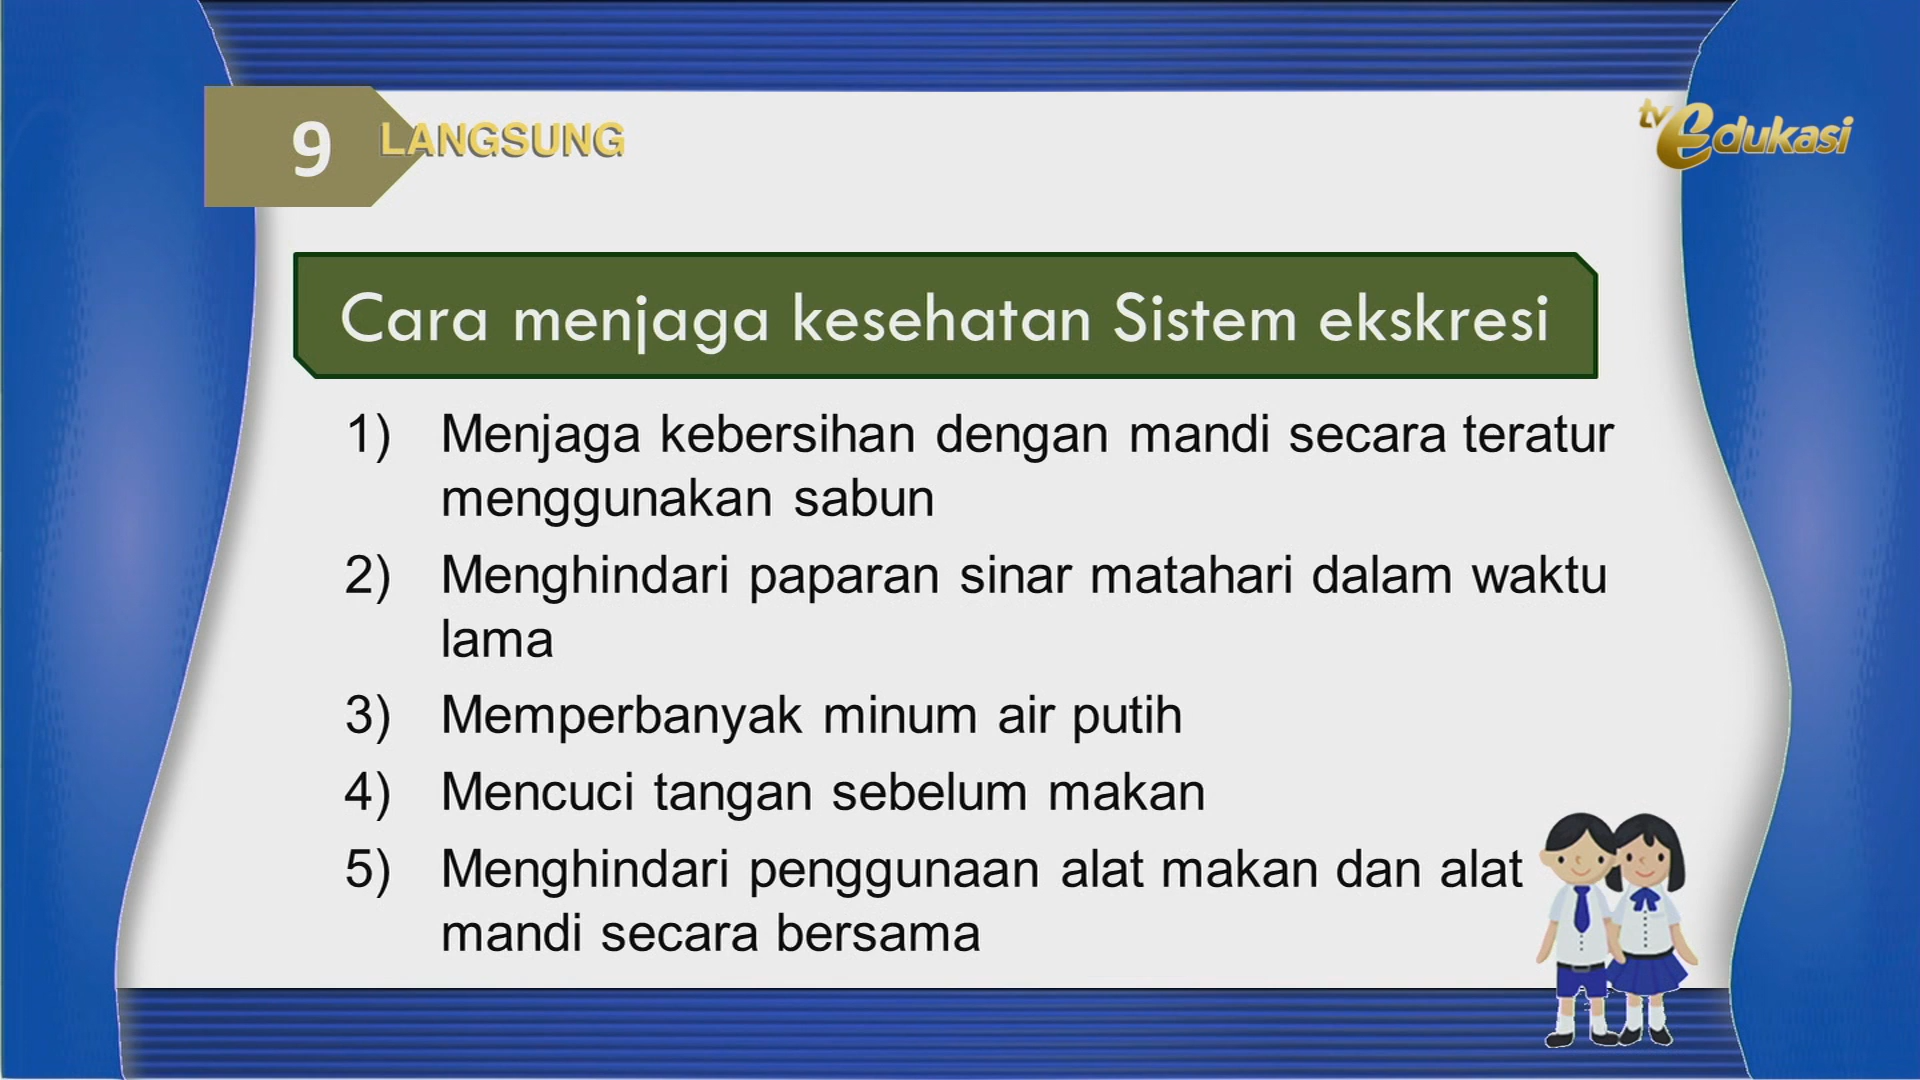 9
LANGSUNG
tv edukasi
Cara menjaga kesehatan Sistem ekskresi
1) Menjaga kebersihan dengan mandi secara teratur
menggunakan sabun
2) Menghindari paparan sinar matahari dalam waktu
lama
3) Memperbanyak minum air putih
4) Mencuci tangan sebelum makan
5) Menghindari penggunaan alat makan dan alat
mandi secara bersama